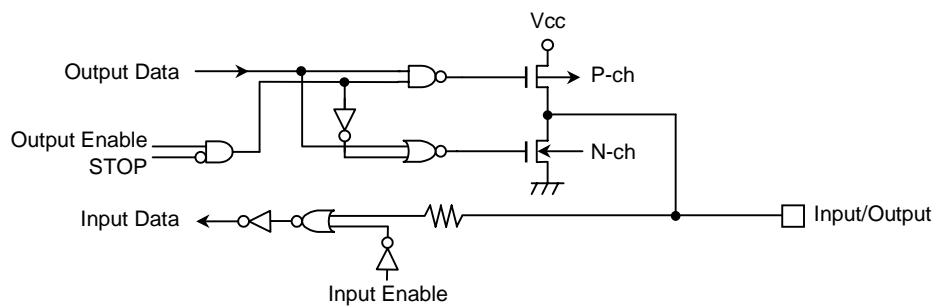 Vcc
Output Data
P-ch
Output Enable
STOP
N-ch
Input Data
Input/Output
Input Enable